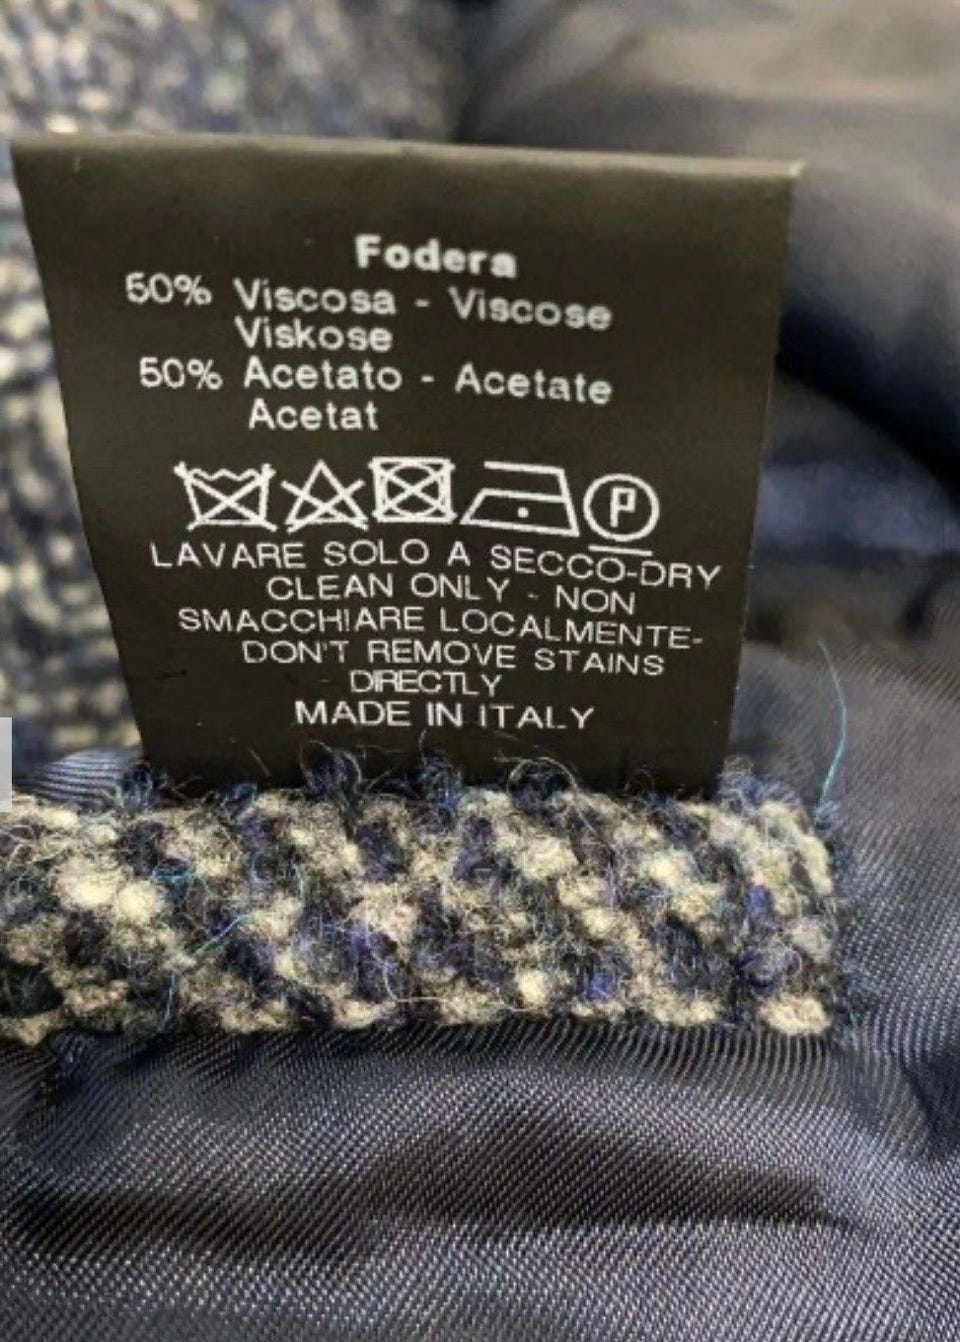 Fodera
50% Viscosa - Viscose
Viskose
50% Acetato - Acetate
Acetat
P
LAVARE SOLO A SECCO-DRY
CLEAN ONLY - NON
SMACCHIARE LOCALMENTE-
DON'T REMOVE STAINS
DIRECTLY
MADE IN ITALY